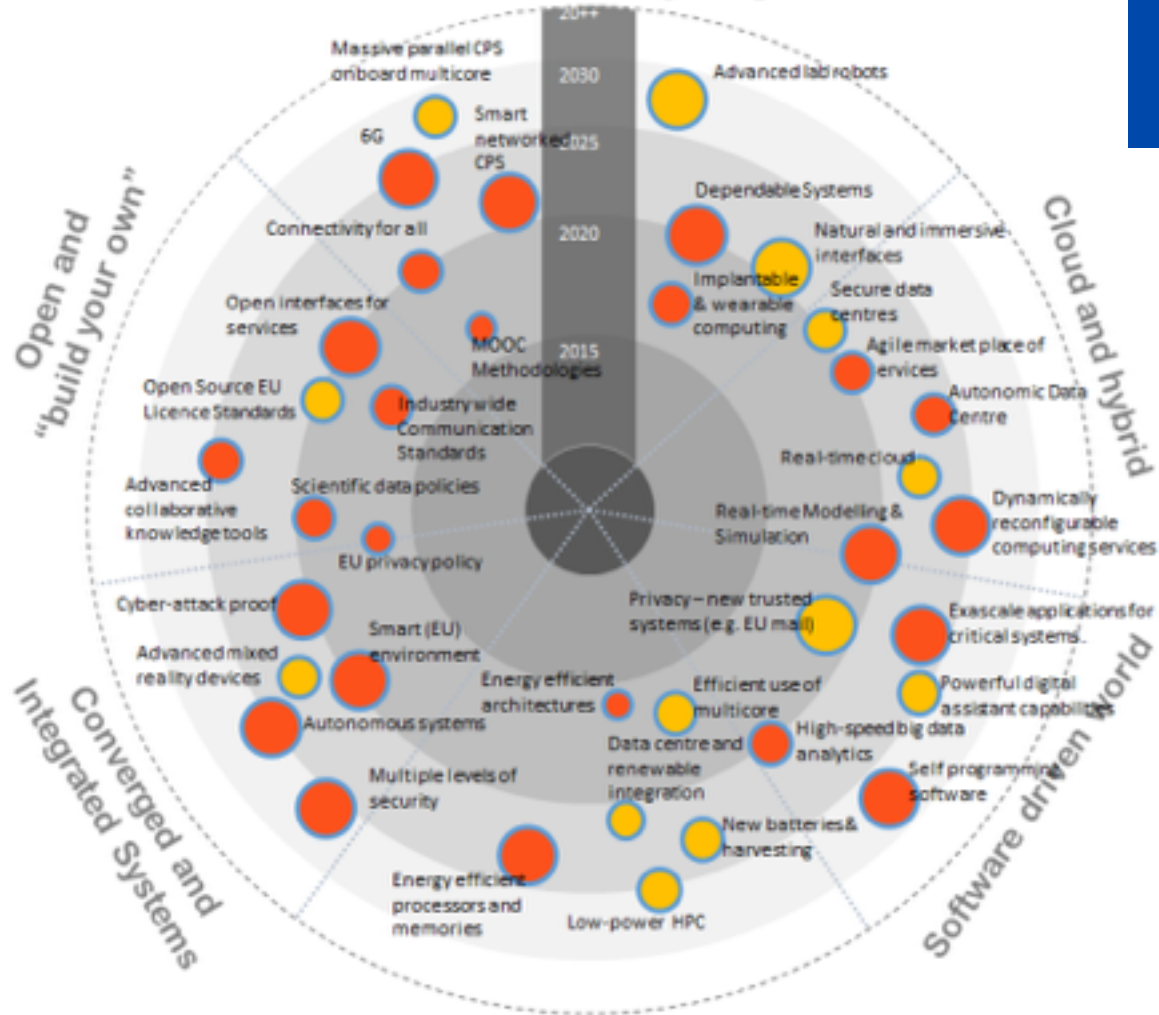 20++
Massive parallel CPS
onboard multicore
2030
Advanced lab robots
6G
Smart
networked
CPS
2025
Dependable Systems
Connectivity for all
2020
Natural and immersive
interfaces
Implantable
& wearable
computing
Secure data
centres
Open interfaces for
services
MOOC
Methodologies
2015
Agile market place of
ervices
Open Source EU
Licence Standards
Industry wide
Communication
Standards
Autonomic Data
Centre
Real-time cloud
Advanced
collaborative
knowledge tools
Scientific data policies
Real-time Modelling &
Simulation
Dynamically
reconfigurable
computing services
EU privacy policy
Cyber-attack proof
Privacy – new trusted
systems (e.g. EU mail)
Exascale applications for
critical systems.
Smart (EU)
environment
Advanced mixed
reality devices
Energy efficient
architectures
Efficient use of
multicore
Powerful digital
assistant capabilities
Autonomous systems
Data centre and
renewable
integration
High-speed big data
analytics
Multiple levels of
security
Self programming
software
New batteries &
harvesting
Energy efficient
processors and
memories
Low-power HPC
Open and
“build your own”
Cloud and hybrid
Converged and
Integrated Systems
Software driven world